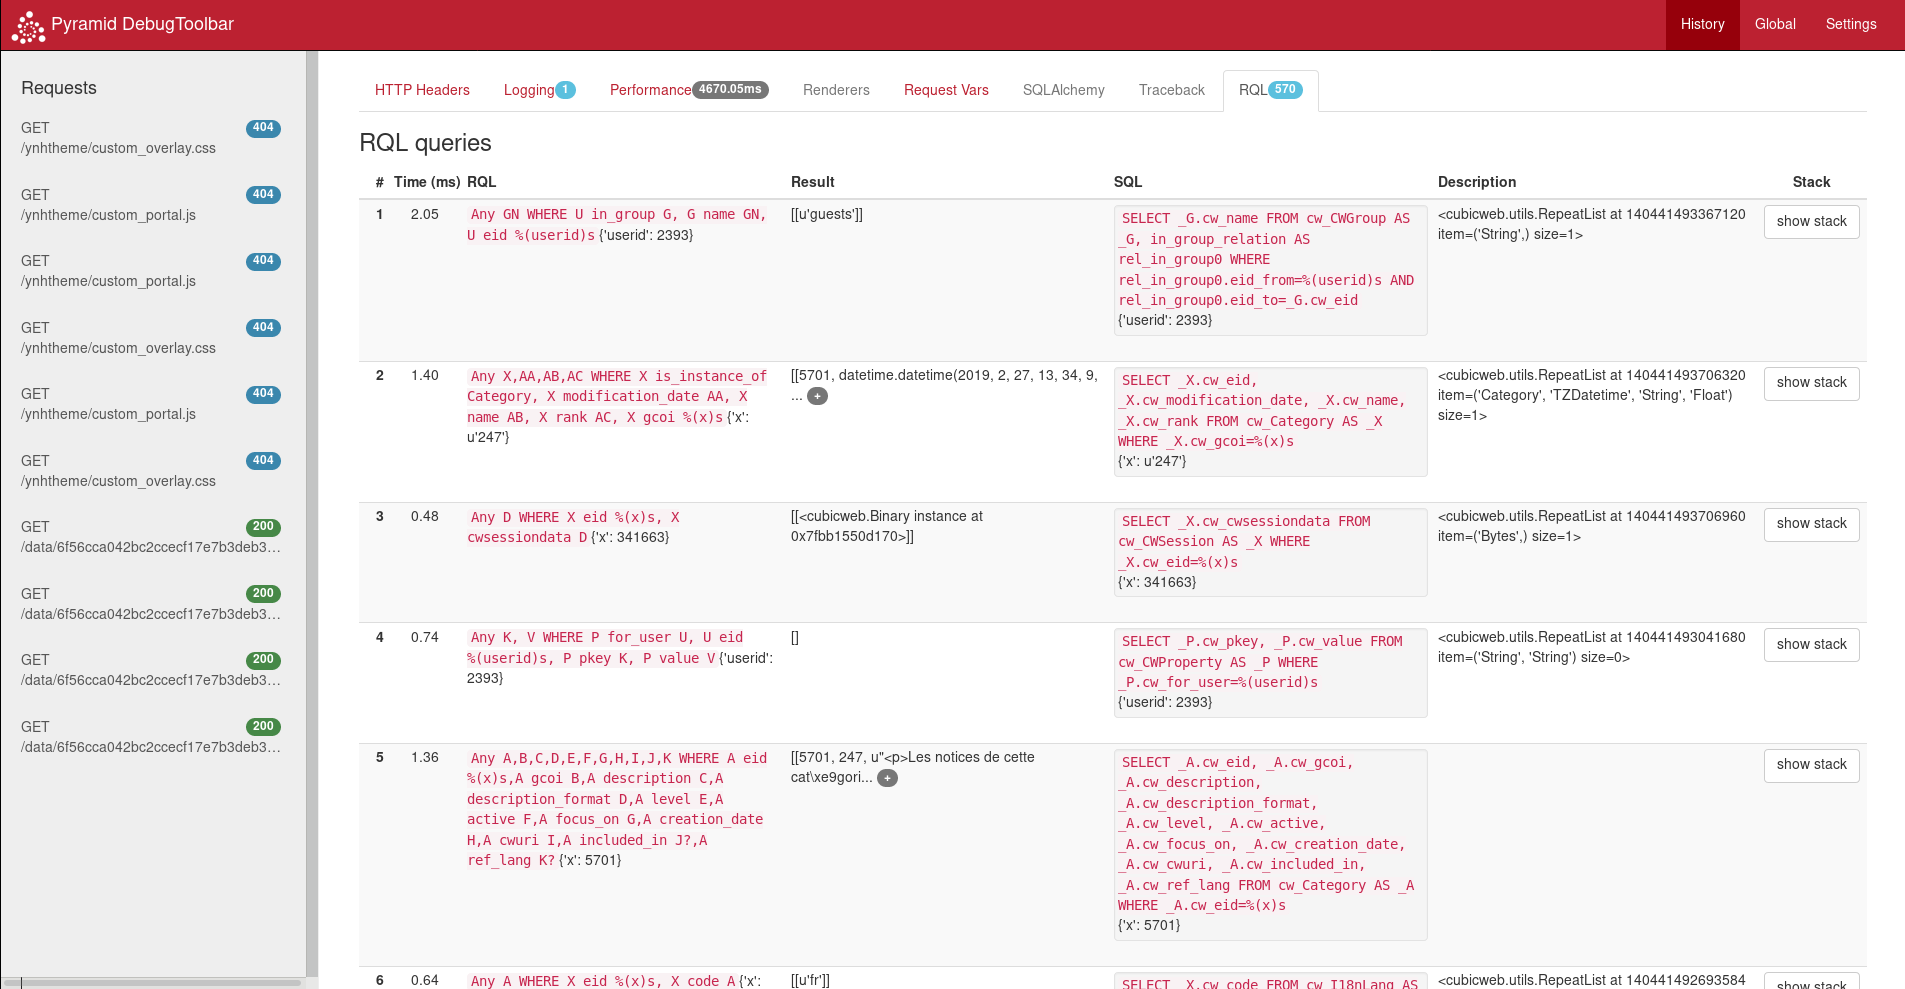 Pyramid DebugToolbar
History Global Settings
Requests
GET 404
/ynhtheme/custom_overlay.css
GET 404
/ynhtheme/custom_portal.js
GET 404
/ynhtheme/custom_portal.js
GET 404
/ynhtheme/custom_overlay.css
GET 404
/ynhtheme/custom_portal.js
GET 404
/ynhtheme/custom_overlay.css
GET 200
/data/6f56cca042bc2ccecf17e7b3deb3...
GET 200
/data/6f56cca042bc2ccecf17e7b3deb3...
GET 200
/data/6f56cca042bc2ccecf17e7b3deb3...
GET 200
/data/6f56cca042bc2ccecf17e7b3deb3...
HTTP Headers Logging 1 Performance 4670.05ms Renderers Request Vars SQLAlchemy Traceback RQL 570
RQL queries
# Time (ms) RQL Result SQL Description Stack
1 2.05
Any GN WHERE U in_group G, G name GN,
U eid %(userid)s {'userid': 2393}
[[u'guests']]
SELECT _G.cw_name FROM cw_CWGroup AS
_G, in_group_relation AS
rel_in_group0 WHERE
rel_in_group0.eid_from=%(userid)s AND
rel_in_group0.eid_to=_G.cw_eid
{'userid': 2393}
<cubicweb.utils.RepeatList at 140441493367120
item=('String',) size=1>
show stack
2 1.40
Any X,AA,AB,AC WHERE X is_instance_of
Category, X modification_date AA, X
name AB, X rank AC, X gcoi %(x)s {'x':
u'247'}
[[5701, datetime.datetime(2019, 2, 27, 13, 34, 9,
... +
SELECT _X.cw_eid,
_X.cw_modification_date, _X.cw_name,
_X.cw_rank FROM cw_Category AS _X
WHERE _X.cw_gcoi=%(x)s
{'x': u'247'}
<cubicweb.utils.RepeatList at 140441493706320
item=('Category', 'TZDatetime', 'String', 'Float')
size=1>
show stack
3 0.48
Any D WHERE X eid %(x)s, X
cwsessiondata D {'x': 341663}
[[<cubicweb.Binary instance at
0x7fbb1550d170>]]
SELECT _X.cw_cwsessiondata FROM
cw_CWSession AS _X WHERE
_X.cw_eid=%(x)s
{'x': 341663}
<cubicweb.utils.RepeatList at 140441493706960
item=('Bytes',) size=1>
show stack
4 0.74
Any K, V WHERE P for_user U, U eid
%(userid)s, P pkey K, P value V {'userid':
2393}
[]
SELECT _P.cw_pkey, _P.cw_value FROM
cw_CWProperty AS _P WHERE
_P.cw_for_user=%(userid)s
{'userid': 2393}
<cubicweb.utils.RepeatList at 140441493041680
item=('String', 'String') size=0>
show stack
5 1.36
Any A,B,C,D,E,F,G,H,I,J,K WHERE A eid
%(x)s,A gcoi B,A description C,A
description_format D,A level E,A
active F,A focus_on G,A creation_date
H,A cwuri I,A included_in J?,A
ref_lang K? {'x': 5701}
[[5701, 247, u"<p>Les notices de cette
cat\xe9gori... +
SELECT _A.cw_eid, _A.cw_gcoi,
_A.cw_description,
_A.cw_description_format,
_A.cw_level, _A.cw_active,
_A.cw_focus_on, _A.cw_creation_date,
_A.cw_cwuri, _A.cw_included_in,
_A.cw_ref_lang FROM cw_Category AS _A
WHERE _A.cw_eid=%(x)s
{'x': 5701}
show stack
6 0.64
Any A WHERE X eid %(x)s, X code A {'x':
[[u'fr']]
SELECT _X.cw_code FROM cw_I18nLang AS
<cubicweb.utils.RepeatList at 140441492693584
show stack